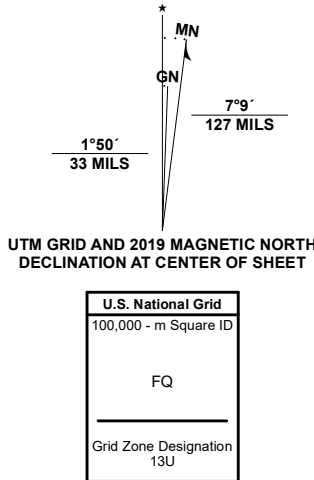 ★
MN
GN
7°9´
127 MILS
1°50´
33 MILS
UTM GRID AND 2019 MAGNETIC NORTH
DECLINATION AT CENTER OF SHEET
U.S. National Grid
100,000 - m Square ID
FQ
Grid Zone Designation
13U